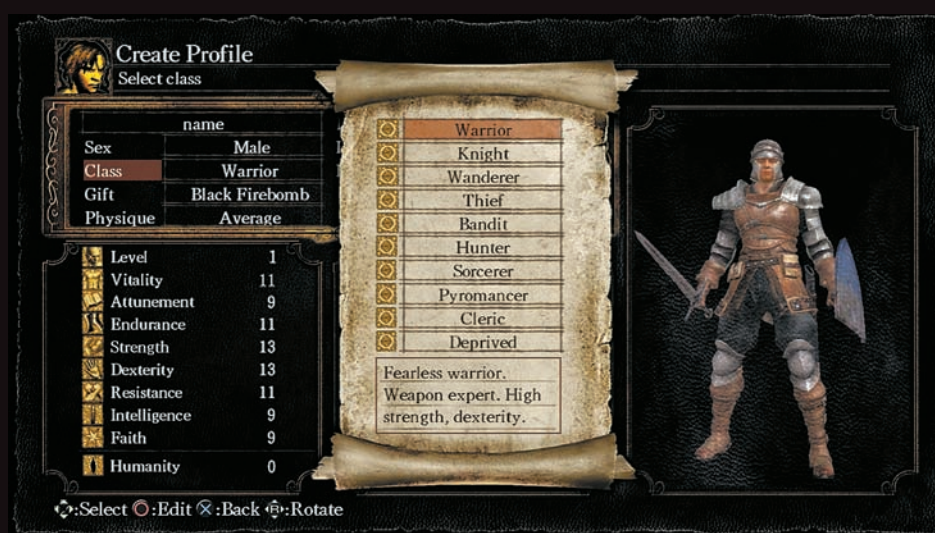 Create Profile
Select class
name
Sex Male
Class Warrior
Gift Black Firebomb
Physique Average
Level 1
Vitality 11
Attunement 9
Endurance 11
Strength 13
Dexterity 13
Resistance 11
Intelligence 9
Faith 9
Humanity 0
Warrior
Knight
Wanderer
Thief
Bandit
Hunter
Sorcerer
Pyromancer
Cleric
Deprived
Fearless warrior.
Weapon expert. High
strength, dexterity.
:Select :Edit :Back R:Rotate